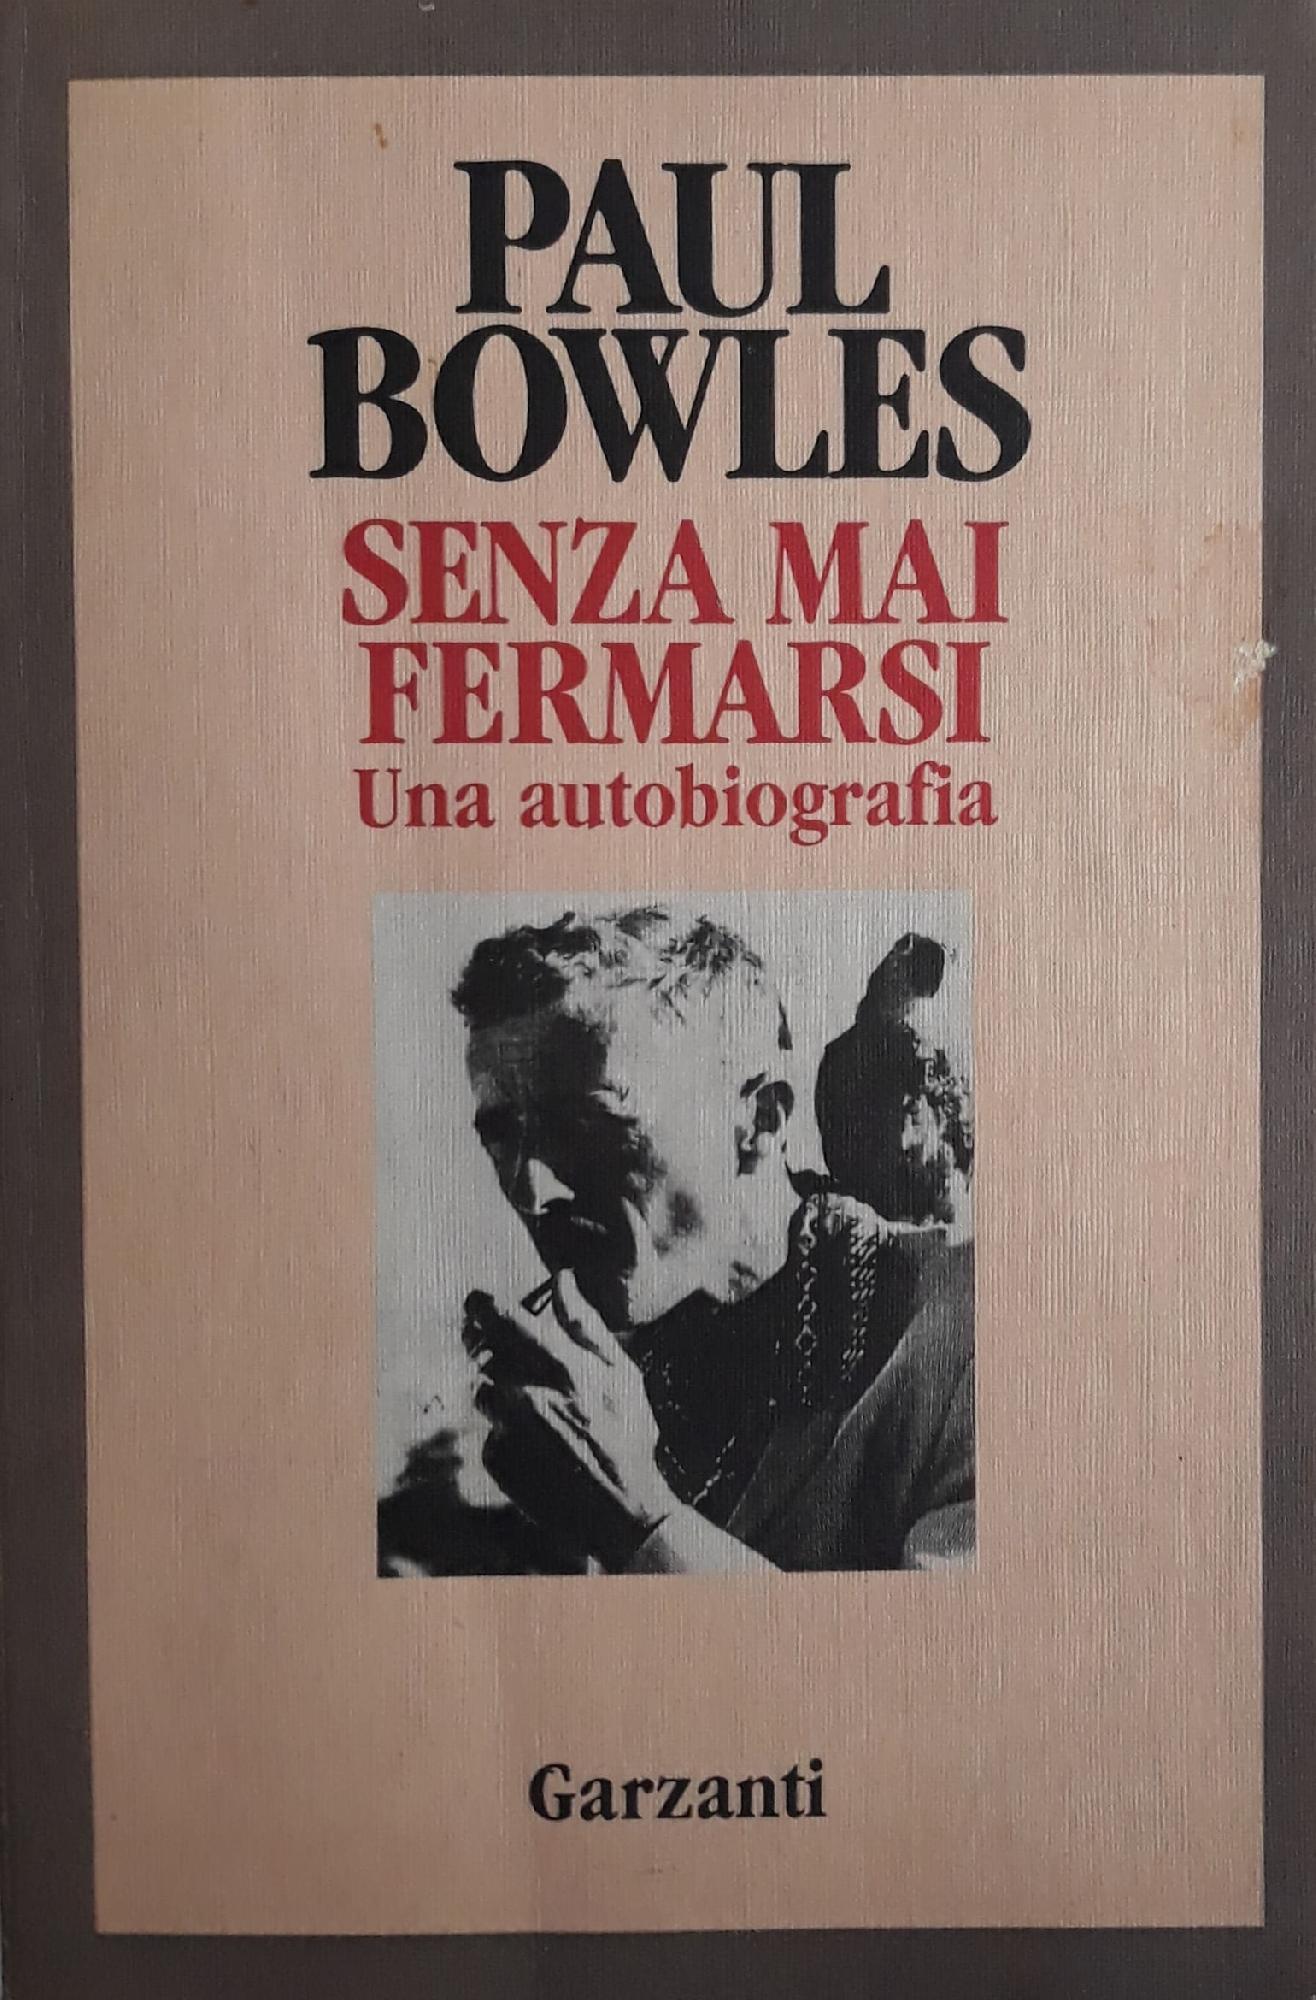 PAUL
BOWLES
SENZA MAI
FERMARSI
Una autobiografia
Garzanti